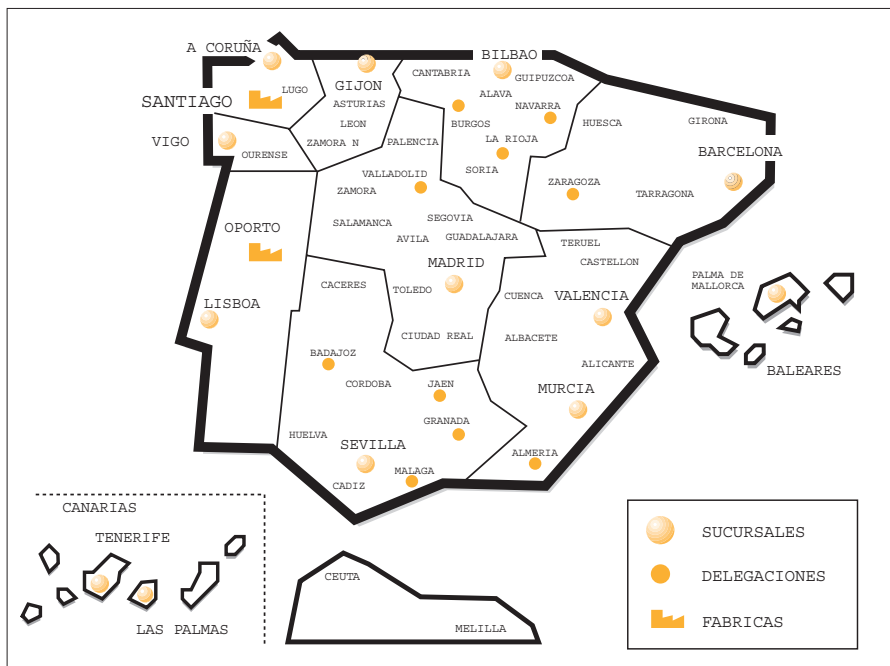 A CORUÑA
BILBAO
GIJON
CANTABRIA
GUIPUZCOA
LUGO
ALAVA
SANTIAGO
ASTURIAS
NAVARRA
LEON
BURGOS
HUESCA
GIRONA
VIGO
ZAMORA N
PALENCIA
LA RIOJA
OURENSE
BARCELONA
VALLADOLID
SORIA
ZAMORA
ZARAGOZA
TARRAGONA
SALAMANCA
SEGOVIA
OPORTO
AVILA
GUADALAJARA
TERUEL
CASTELLON
MADRID
PALMA DE
MALLORCA
CACERES
TOLEDO
CUENCA
VALENCIA
LISBOA
CIUDAD REAL
ALBACETE
BADAJOZ
ALICANTE
BALEARES
CORDOBA
JAEN
MURCIA
GRANADA
HUELVA
SEVILLA
ALMERIA
MALAGA
CADIZ
CANARIAS
TENERIFE
LAS PALMAS
CEUTA
MELILLA
SUCURSALES
DELEGACIONES
FABRICAS